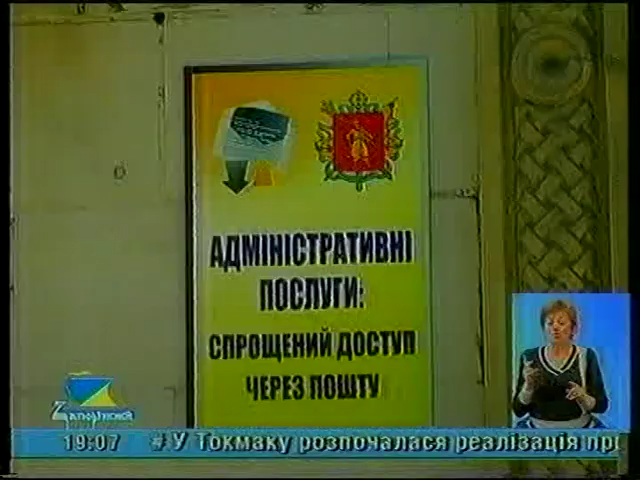 АДМІНІСТРАТИВНІ
ПОСЛУГИ:
СПРОЩЕНИЙ ДОСТУП
ЧЕРЕЗ ПОШТУ
19:07 # У Токмаку розпочалася реалізація